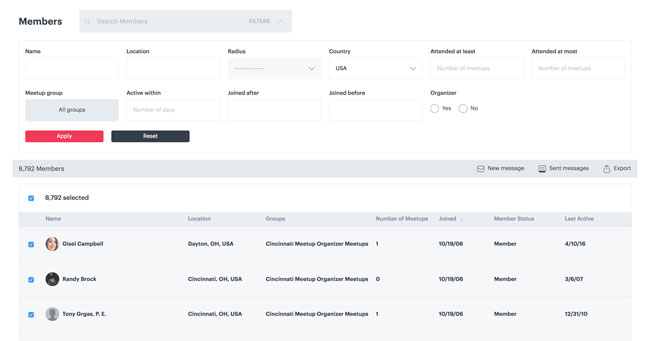 Members Search Members FILTERS
Name Location Radius Country Attended at least Attended at most
------------- USA Number of meetups Number of meetups
Meetup group Active within Joined after Joined before Organizer
All groups Number of days Yes No
Apply Reset
8,792 Members New message Sent messages Export
8,792 selected
Name Location Groups Number of Meetups Joined Member Status Last Active
Gisel Campbell Dayton, OH, USA Cincinnati Meetup Organizer Meetups 1 10/19/06 Member 4/10/16
Randy Brock Cincinnati, OH, USA Cincinnati Meetup Organizer Meetups 0 10/19/06 Member 3/6/07
Tony Orgas, P. E. Cincinnati, OH, USA Cincinnati Meetup Organizer Meetups 1 10/19/06 Member 12/31/10